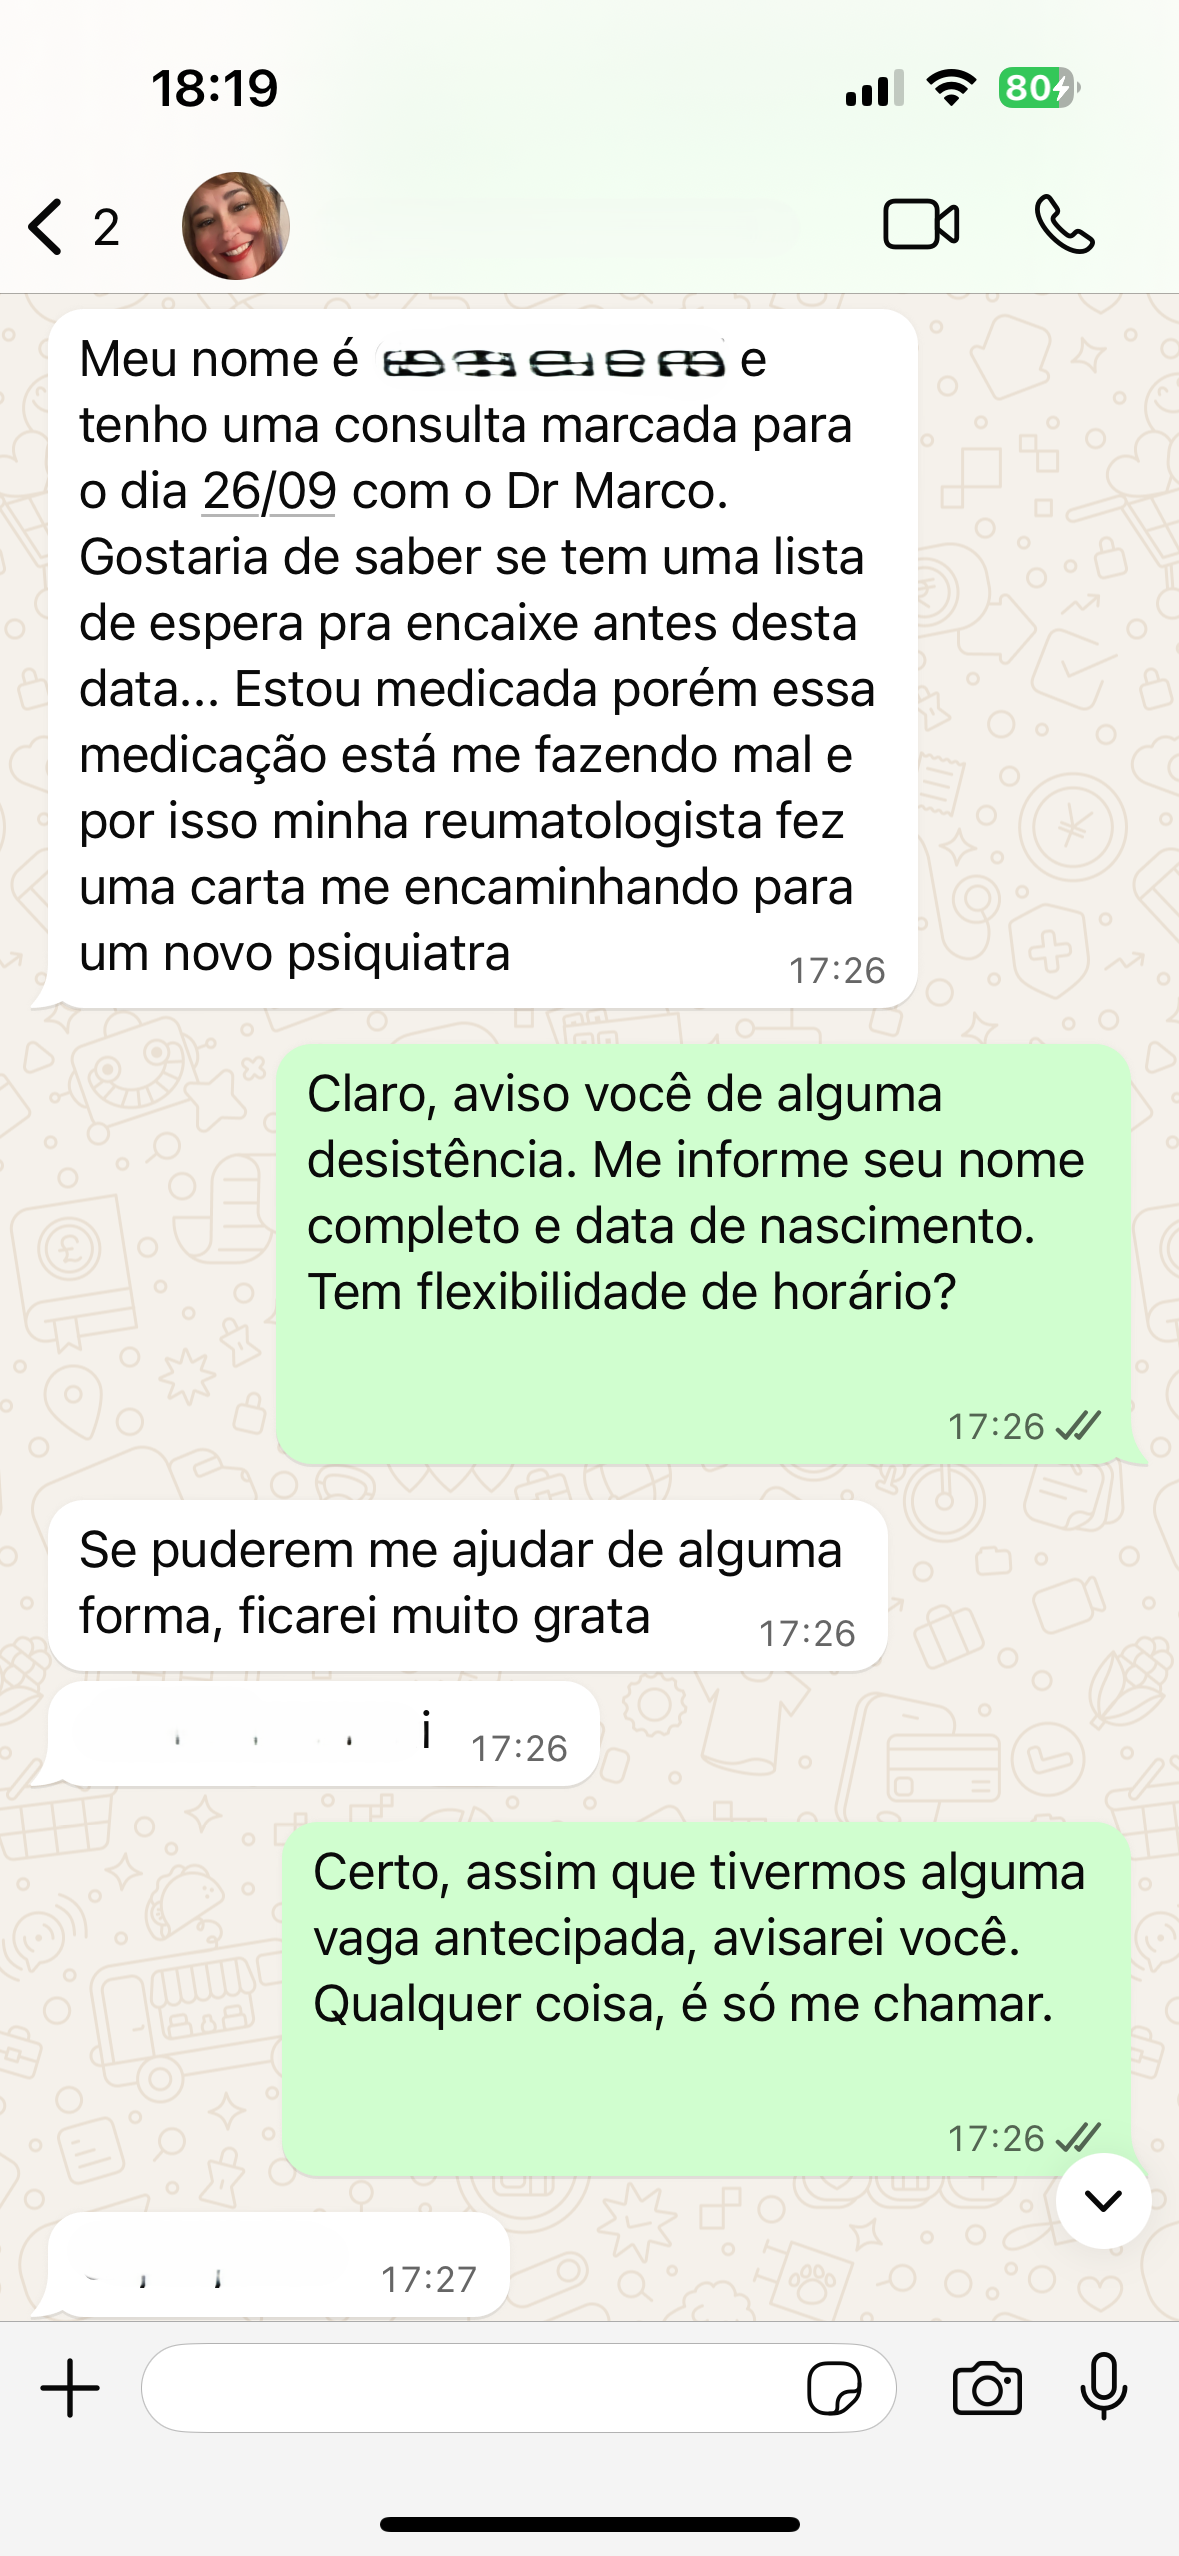 18:19
80
2
Meu nome é e
tenho uma consulta marcada para
o dia 26/09 com o Dr Marco.
Gostaria de saber se tem uma lista
de espera pra encaixe antes desta
data... Estou medicada porém essa
medicação está me fazendo mal e
por isso minha reumatologista fez
uma carta me encaminhando para
um novo psiquiatra
17:26
Claro, aviso você de alguma
desistência. Me informe seu nome
completo e data de nascimento.
Tem flexibilidade de horário?
17:26
Se puderem me ajudar de alguma
forma, ficarei muito grata
17:26
17:26
Certo, assim que tivermos alguma
vaga antecipada, avisarei você.
Qualquer coisa, é só me chamar.
17:26
17:27